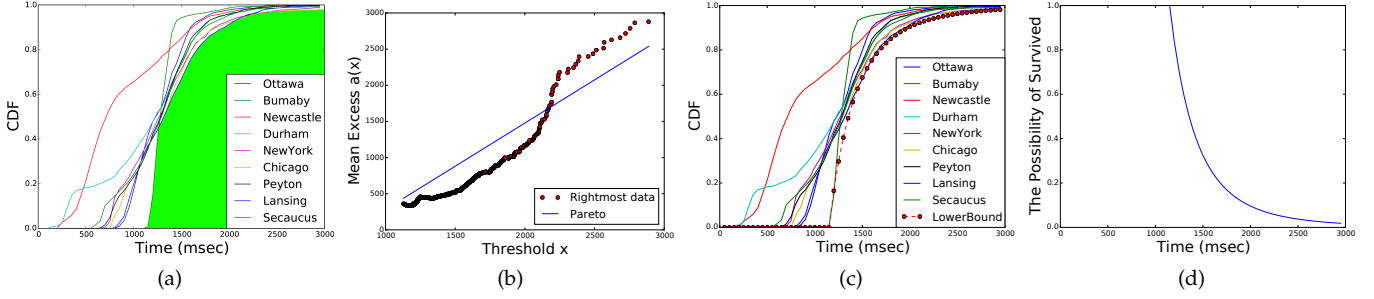 1.0
0.8
0.6
0.4
0.2
0.0
CDF
0
500
1000
1500
2000
2500
3000
Time (msec)
Ottawa
Bumaby
Newcastle
Durham
NewYork
Chicago
Peyton
Lansing
Secaucus
(a)
3000
2500
2000
1500
1000
500
0
Mean Excess a(x)
1000
1500
2000
2500
3000
Threshold x
Rightmost data
Pareto
(b)
1.0
0.8
0.6
0.4
0.2
0.0
CDF
0
500
1000
1500
2000
2500
3000
Time (msec)
Ottawa
Bumaby
Newcastle
Durham
NewYork
Chicago
Peyton
Lansing
Secaucus
LowerBound
(c)
1.0
0.8
0.6
0.4
0.2
0.0
The Possibility of Survived
0
500
1000
1500
2000
2500
3000
Time (msec)
(d)